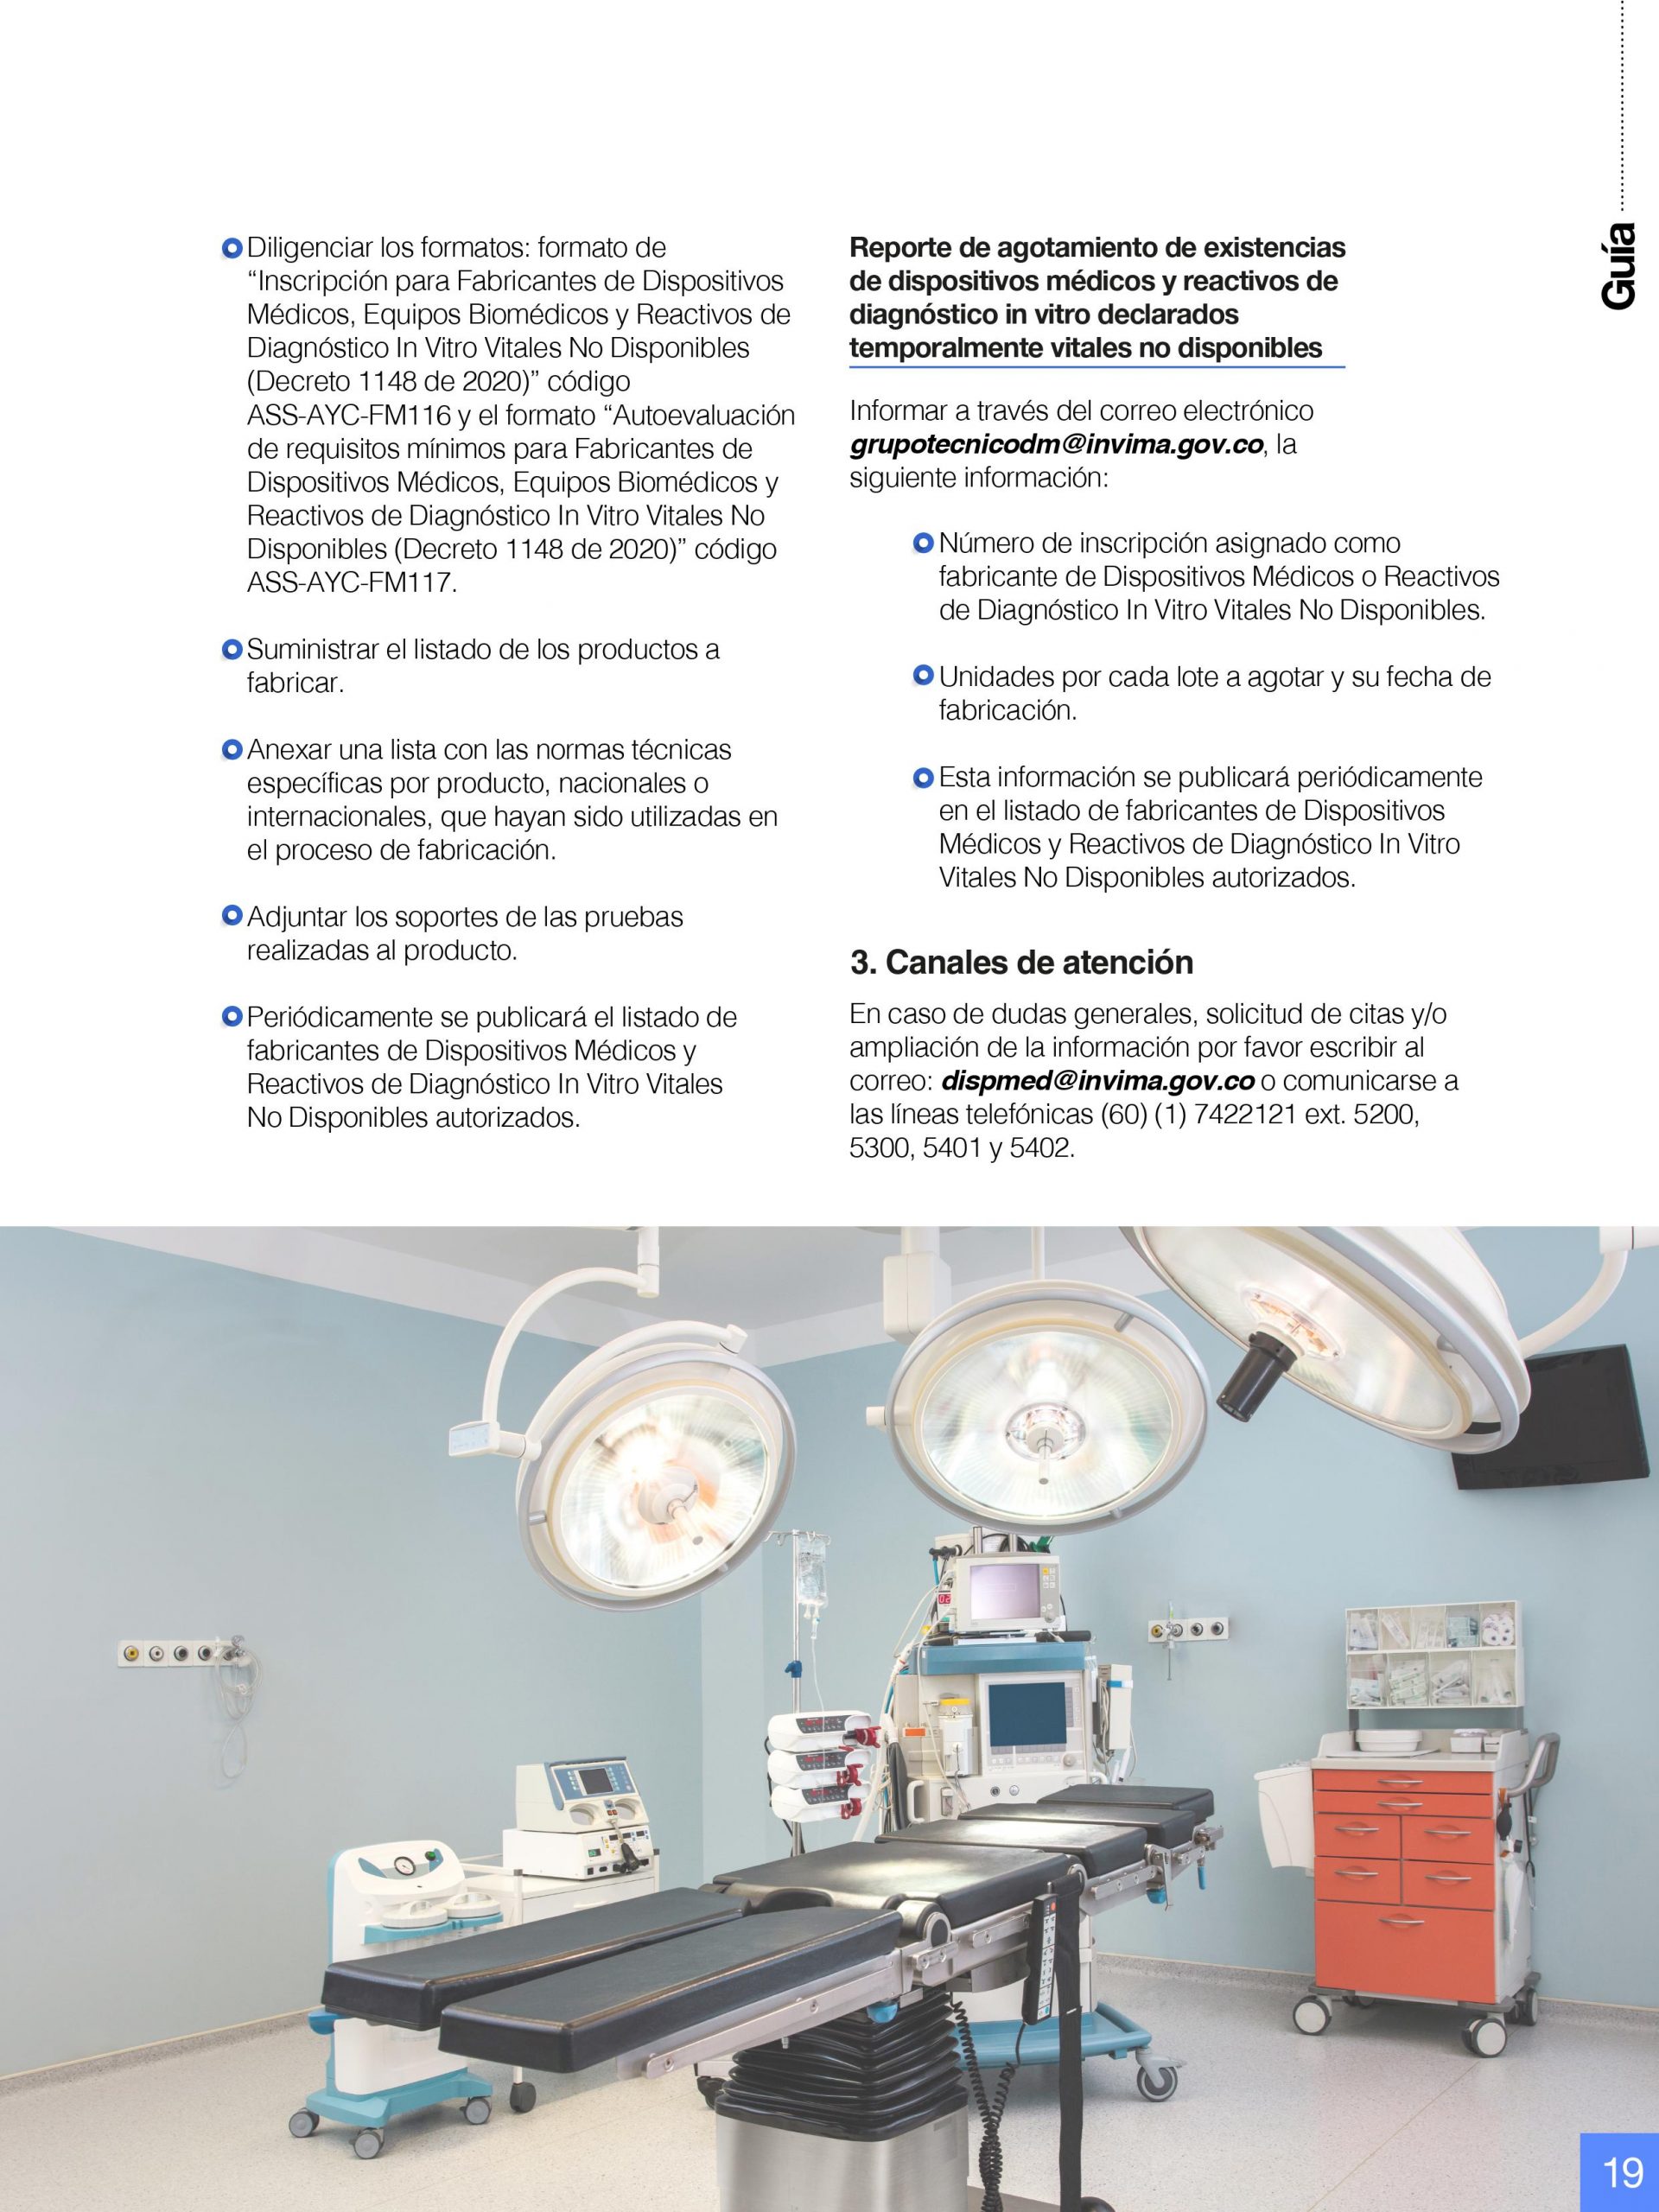 Guía
Diligenciar los formatos: formato de
“Inscripción para Fabricantes de Dispositivos
Médicos, Equipos Biomédicos y Reactivos de
Diagnóstico In Vitro Vitales No Disponibles
(Decreto 1148 de 2020)” código
ASS-AYC-FM116 y el formato “Autoevaluación
de requisitos mínimos para Fabricantes de
Dispositivos Médicos, Equipos Biomédicos y
Reactivos de Diagnóstico In Vitro Vitales No
Disponibles (Decreto 1148 de 2020)” código
ASS-AYC-FM117.
Suministrar el listado de los productos a
fabricar.
Anexar una lista con las normas técnicas
específicas por producto, nacionales o
internacionales, que hayan sido utilizadas en
el proceso de fabricación.
Adjuntar los soportes de las pruebas
realizadas al producto.
Periódicamente se publicará el listado de
fabricantes de Dispositivos Médicos y
Reactivos de Diagnóstico In Vitro Vitales
No Disponibles autorizados.
Reporte de agotamiento de existencias
de dispositivos médicos y reactivos de
diagnóstico in vitro declarados
temporalmente vitales no disponibles
Informar a través del correo electrónico
grupotecnicodm@invima.gov.co, la
siguiente información:
Número de inscripción asignado como
fabricante de Dispositivos Médicos o Reactivos
de Diagnóstico In Vitro Vitales No Disponibles.
Unidades por cada lote a agotar y su fecha de
fabricación.
Esta información se publicará periódicamente
en el listado de fabricantes de Dispositivos
Médicos y Reactivos de Diagnóstico In Vitro
Vitales No Disponibles autorizados.
3. Canales de atención
En caso de dudas generales, solicitud de citas y/o
ampliación de la información por favor escribir al
correo: dispmed@invima.gov.co o comunicarse a
las líneas telefónicas (60) (1) 7422121 ext. 5200,
5300, 5401 y 5402.
19